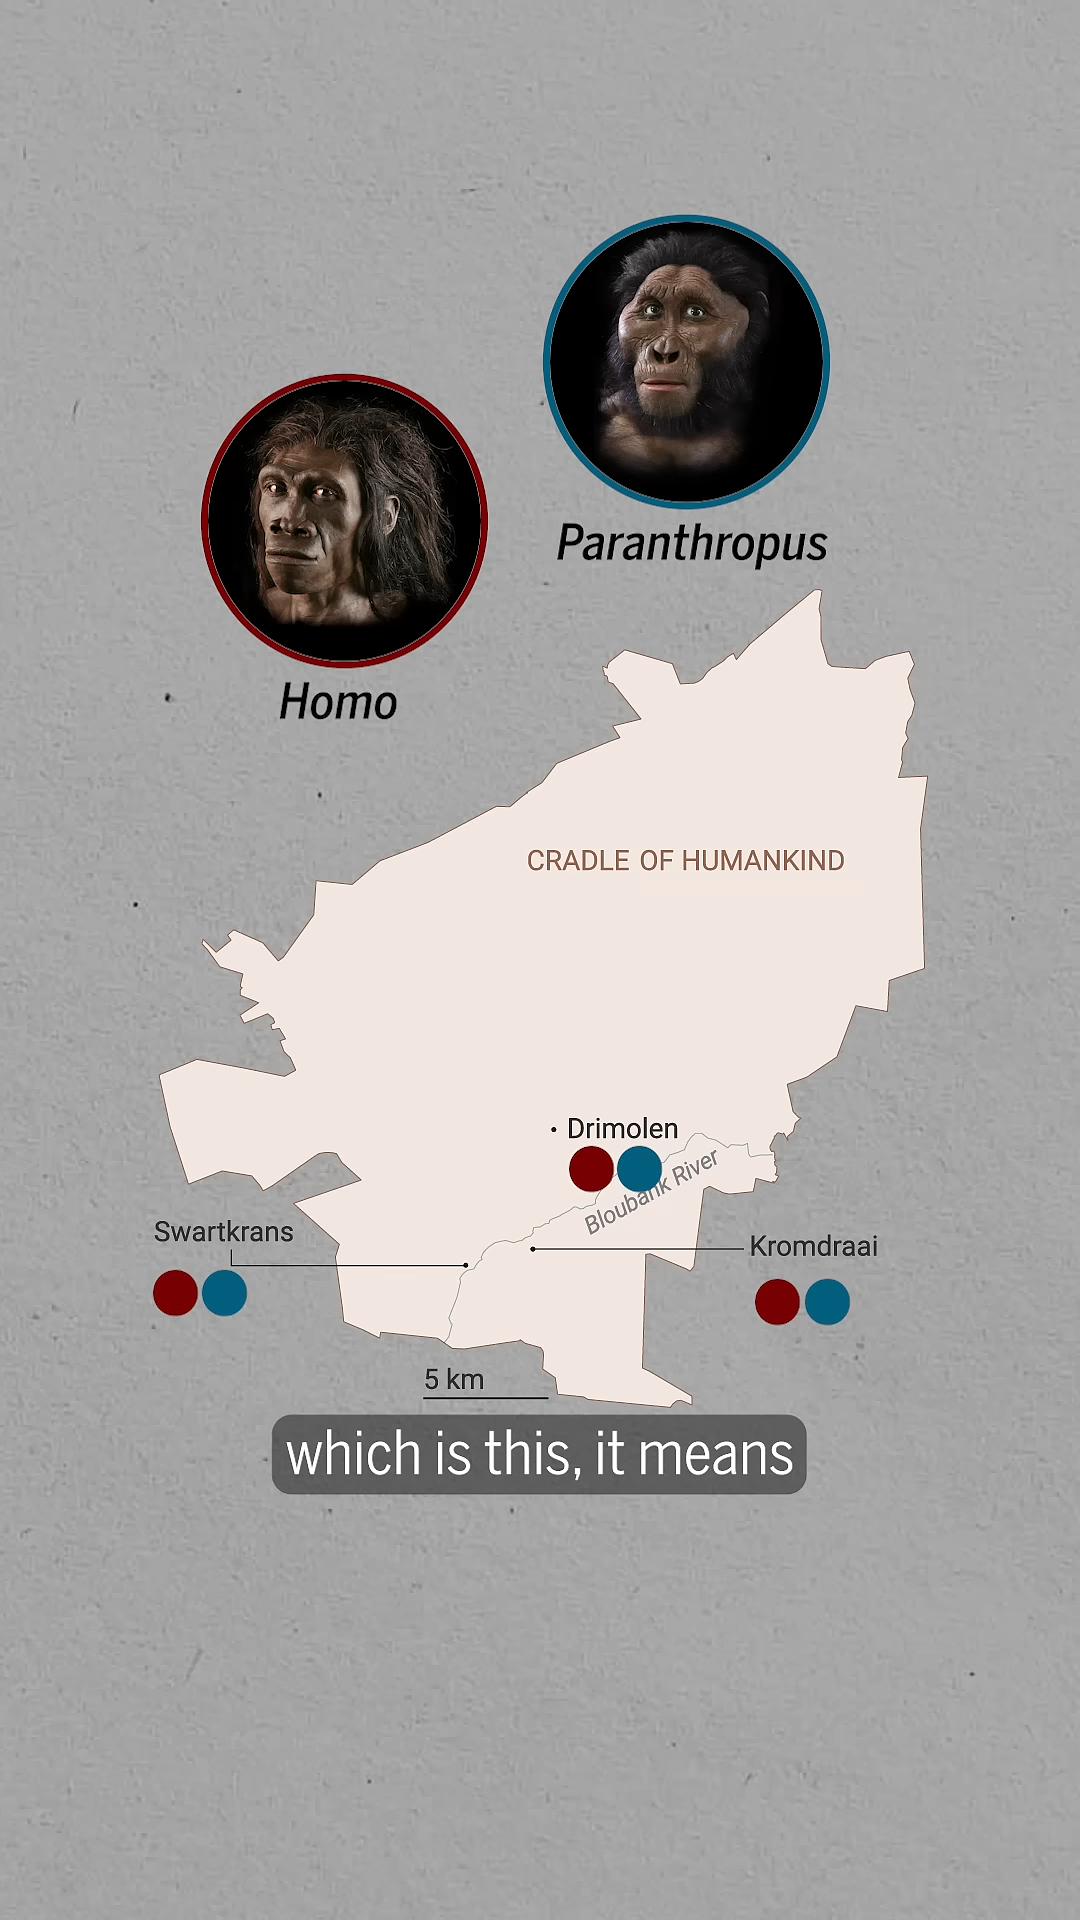 Paranthropus
Homo
CRADLE OF HUMANKIND
Drimolen
Bloubank River
Swartkrans
Kromdraai
5 km
which is this, it means